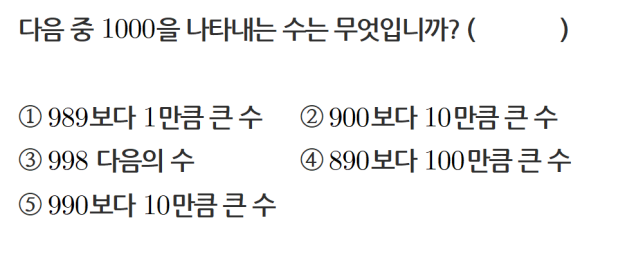 다음 중 1000을 나타내는 수는 무엇입니까? ( )
① 989보다 1만큼 큰 수 ② 900보다 10만큼 큰 수
③ 998 다음의 수 ④ 890보다 100만큼 큰 수
⑤ 990보다 10만큼 큰 수